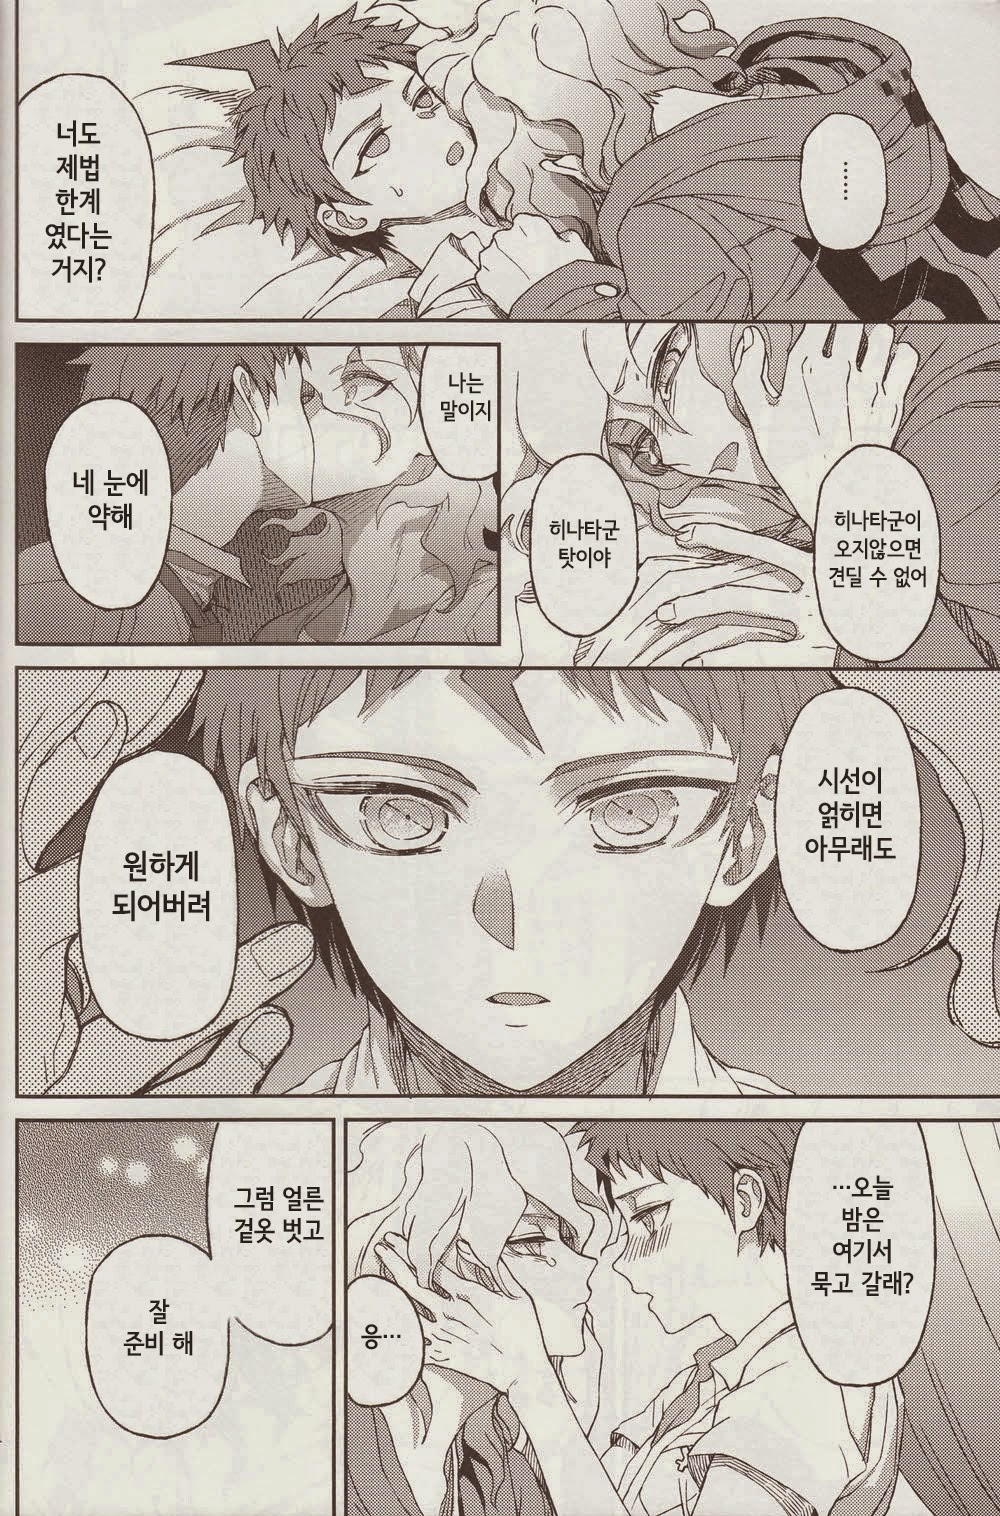 ……
너도
제법
한계
였다는
거지?
히나타군이
오지않으면
견딜 수 없어
히나타군
탓이야
나는
말이지
네 눈에
약해
시선이
얽히면
아무래도
원하게
되어버려
…오늘
밤은
여기서
묵고 갈래?
응…
그럼 얼른
겉옷 벗고
잘
준비 해